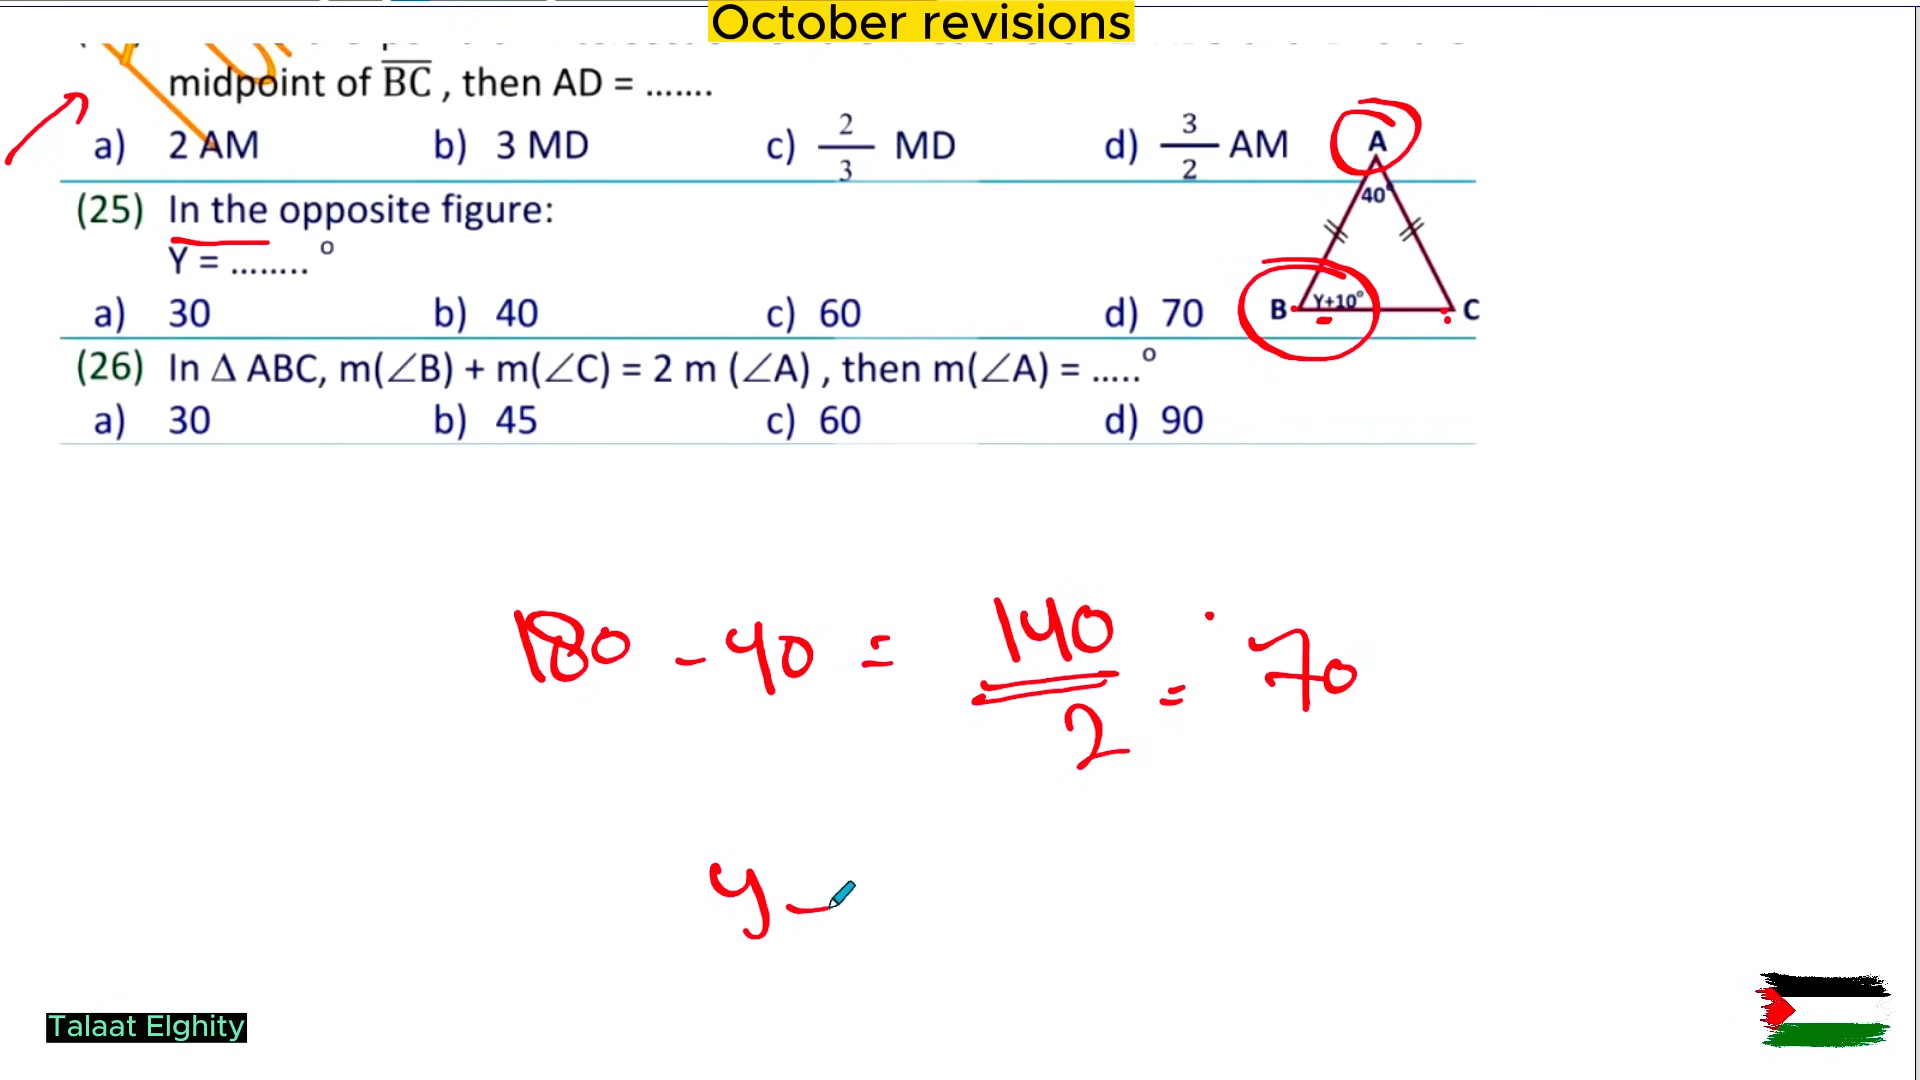 October revisions
midpoint of BC , then AD = .......
a) 2 AM b) 3 MD c) 2/3 MD d) 3/2 AM
A
40°
(25) In the opposite figure:
Y = ........ °
a) 30 b) 40 c) 60 d) 70
B Y+10° C
(26) In Δ ABC, m(∠B) + m(∠C) = 2 m (∠A) , then m(∠A) = .....°
a) 30 b) 45 c) 60 d) 90
180 - 40 = 140/2 = 70
y -
Talaat Elghity